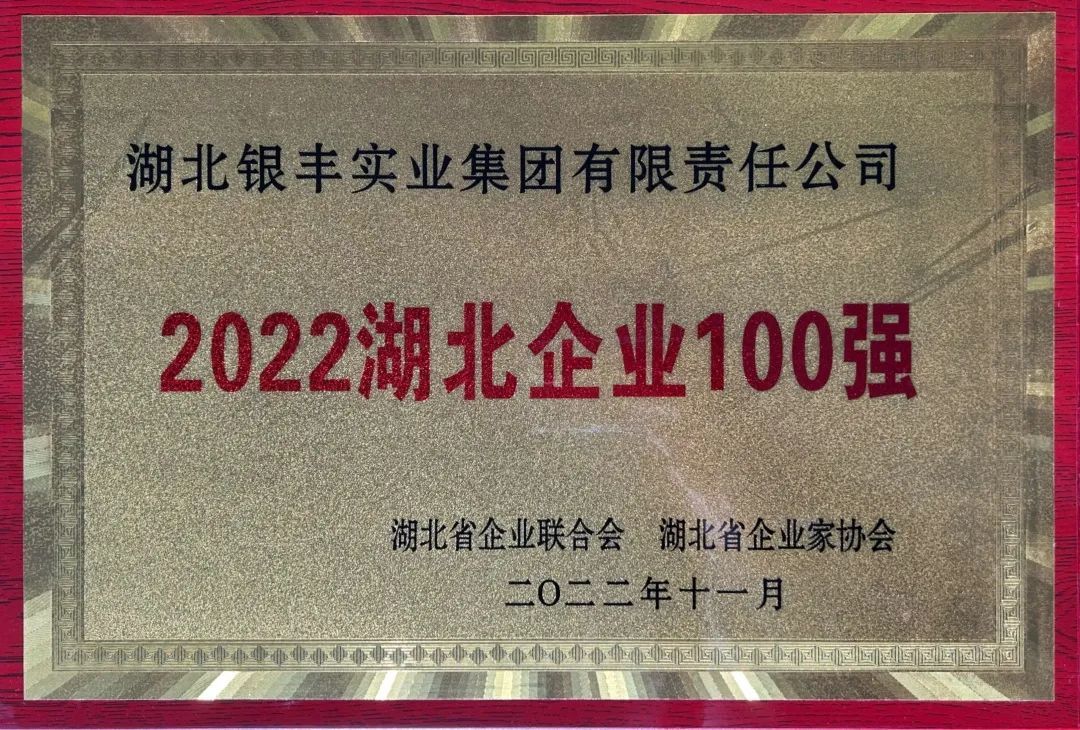 湖北银丰实业集团有限责任公司
2022湖北企业100强
湖北省企业联合会 湖北省企业家协会
二〇二二年十一月